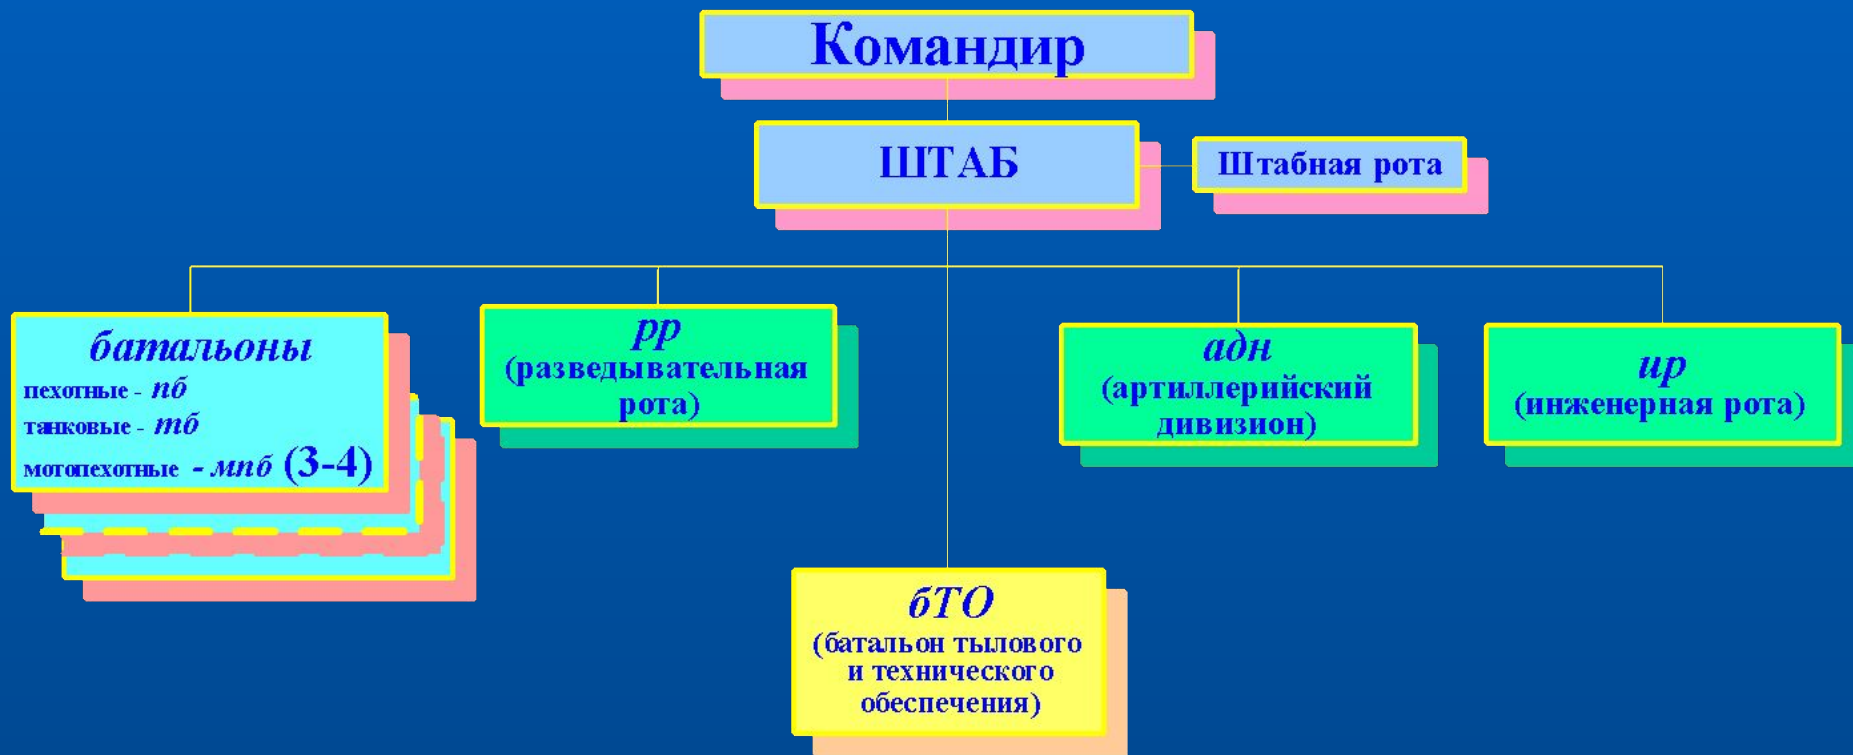 Командир
ШТАБ
Штабная рота
батальоны
пехотные - пб
танковые - тб
мотопехотные - мпб (3-4)
рр
(разведывательная
рота)
адн
(артиллерийский
дивизион)
ир
(инженерная рота)
бТО
(батальон тылового
и технического
обеспечения)